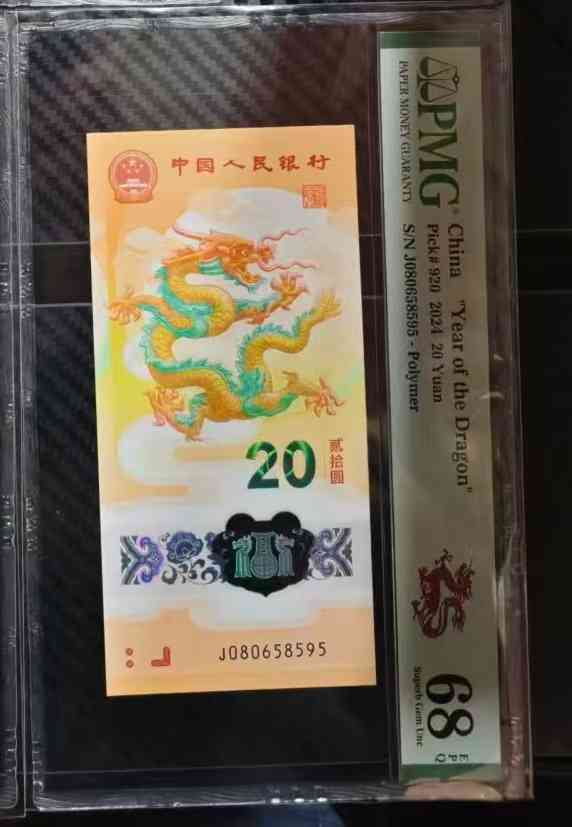 中国人民银行
20
贰拾圆
J080658595
PMG®
PAPER MONEY GUARANTY
China "Year of the Dragon"
Pick# 920 2024 20 Yuan
S/N J080658595 - Polymer
68
EPQ
Superb Gem Unc